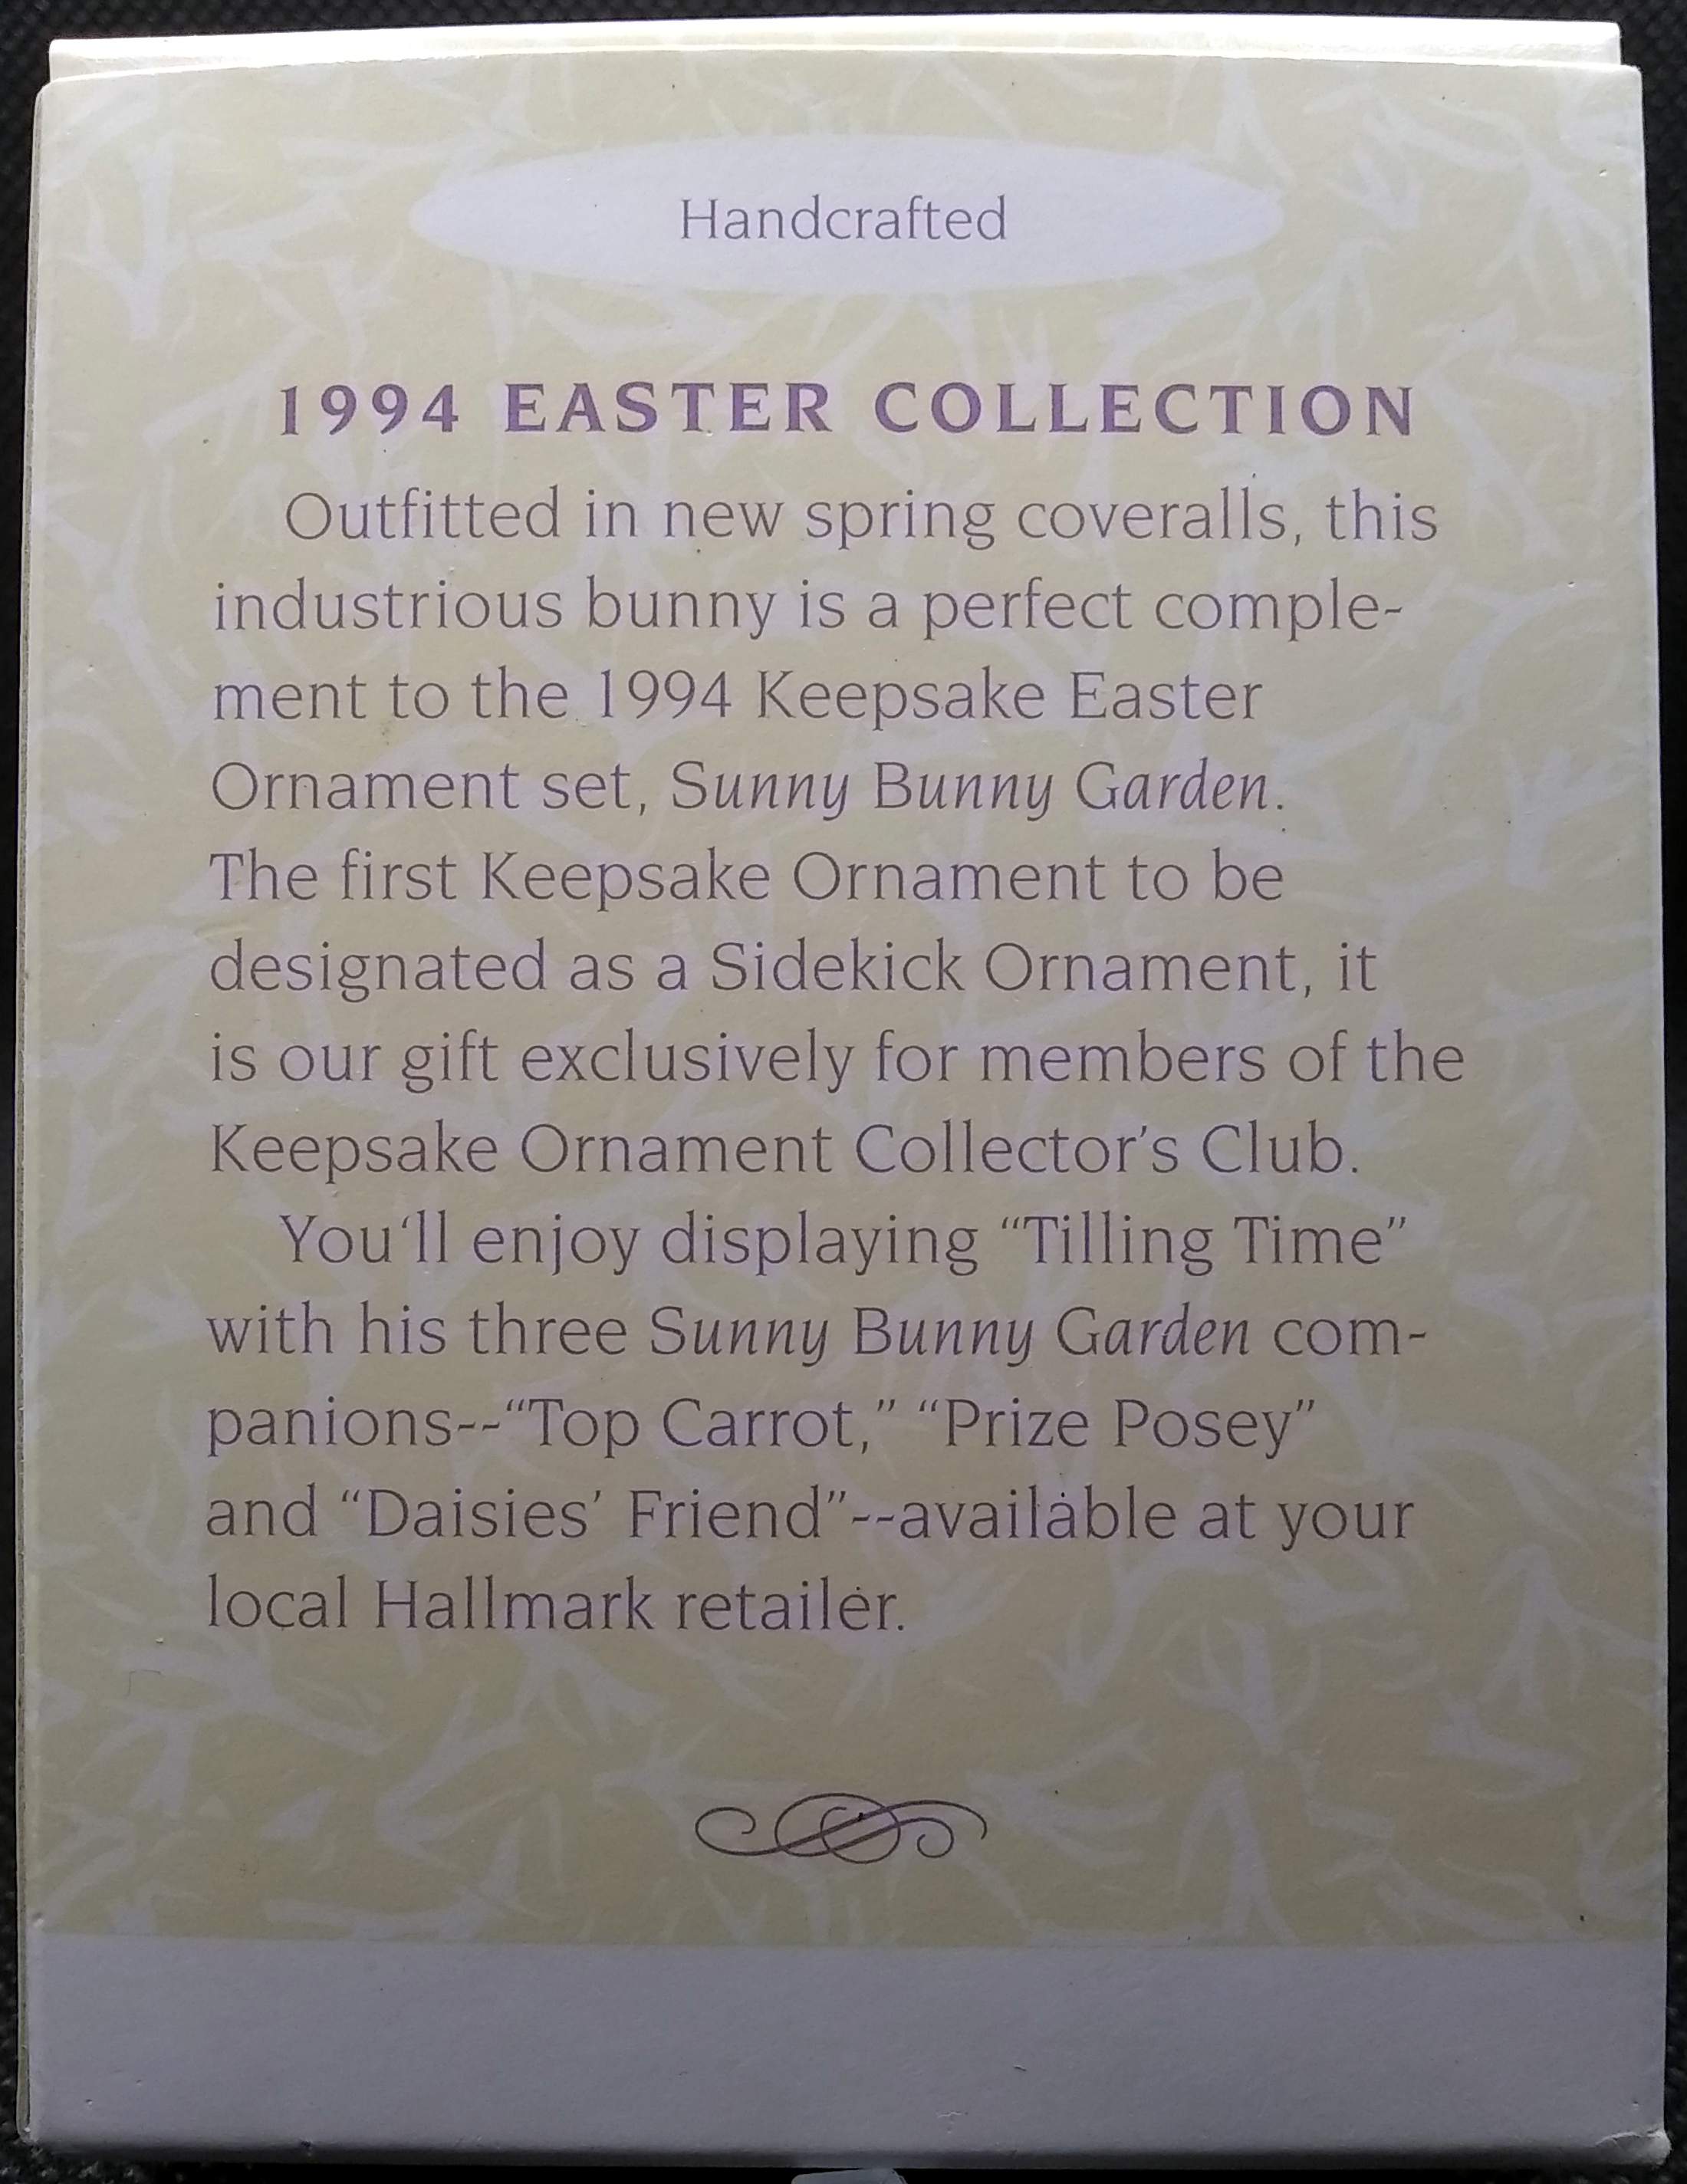 Handcrafted
1994 EASTER COLLECTION
Outfitted in new spring coveralls, this
industrious bunny is a perfect comple-
ment to the 1994 Keepsake Easter
Ornament set, Sunny Bunny Garden.
The first Keepsake Ornament to be
designated as a Sidekick Ornament, it
is our gift exclusively for members of the
Keepsake Ornament Collector’s Club.
You‘ll enjoy displaying “Tilling Time”
with his three Sunny Bunny Garden com-
panions--“Top Carrot,” “Prize Posey”
and “Daisies’ Friend”--available at your
local Hallmark retailer.